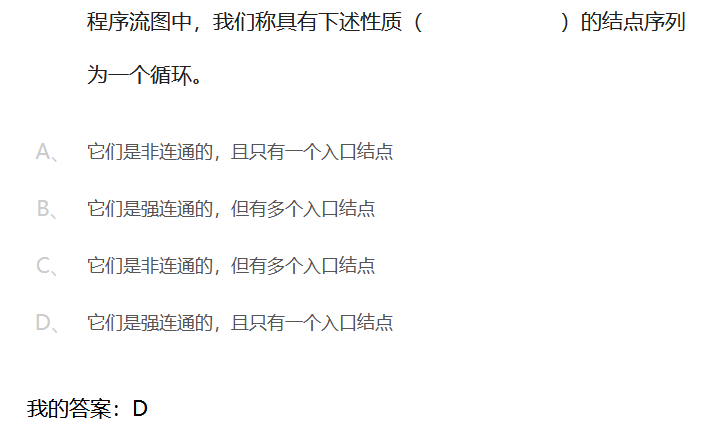 程序流图中，我们称具有下述性质（ ）的结点序列
为一个循环。
A、 它们是非连通的，且只有一个入口结点
B、 它们是强连通的，但有多个入口结点
C、 它们是非连通的，但有多个入口结点
D、 它们是强连通的，且只有一个入口结点
我的答案：D